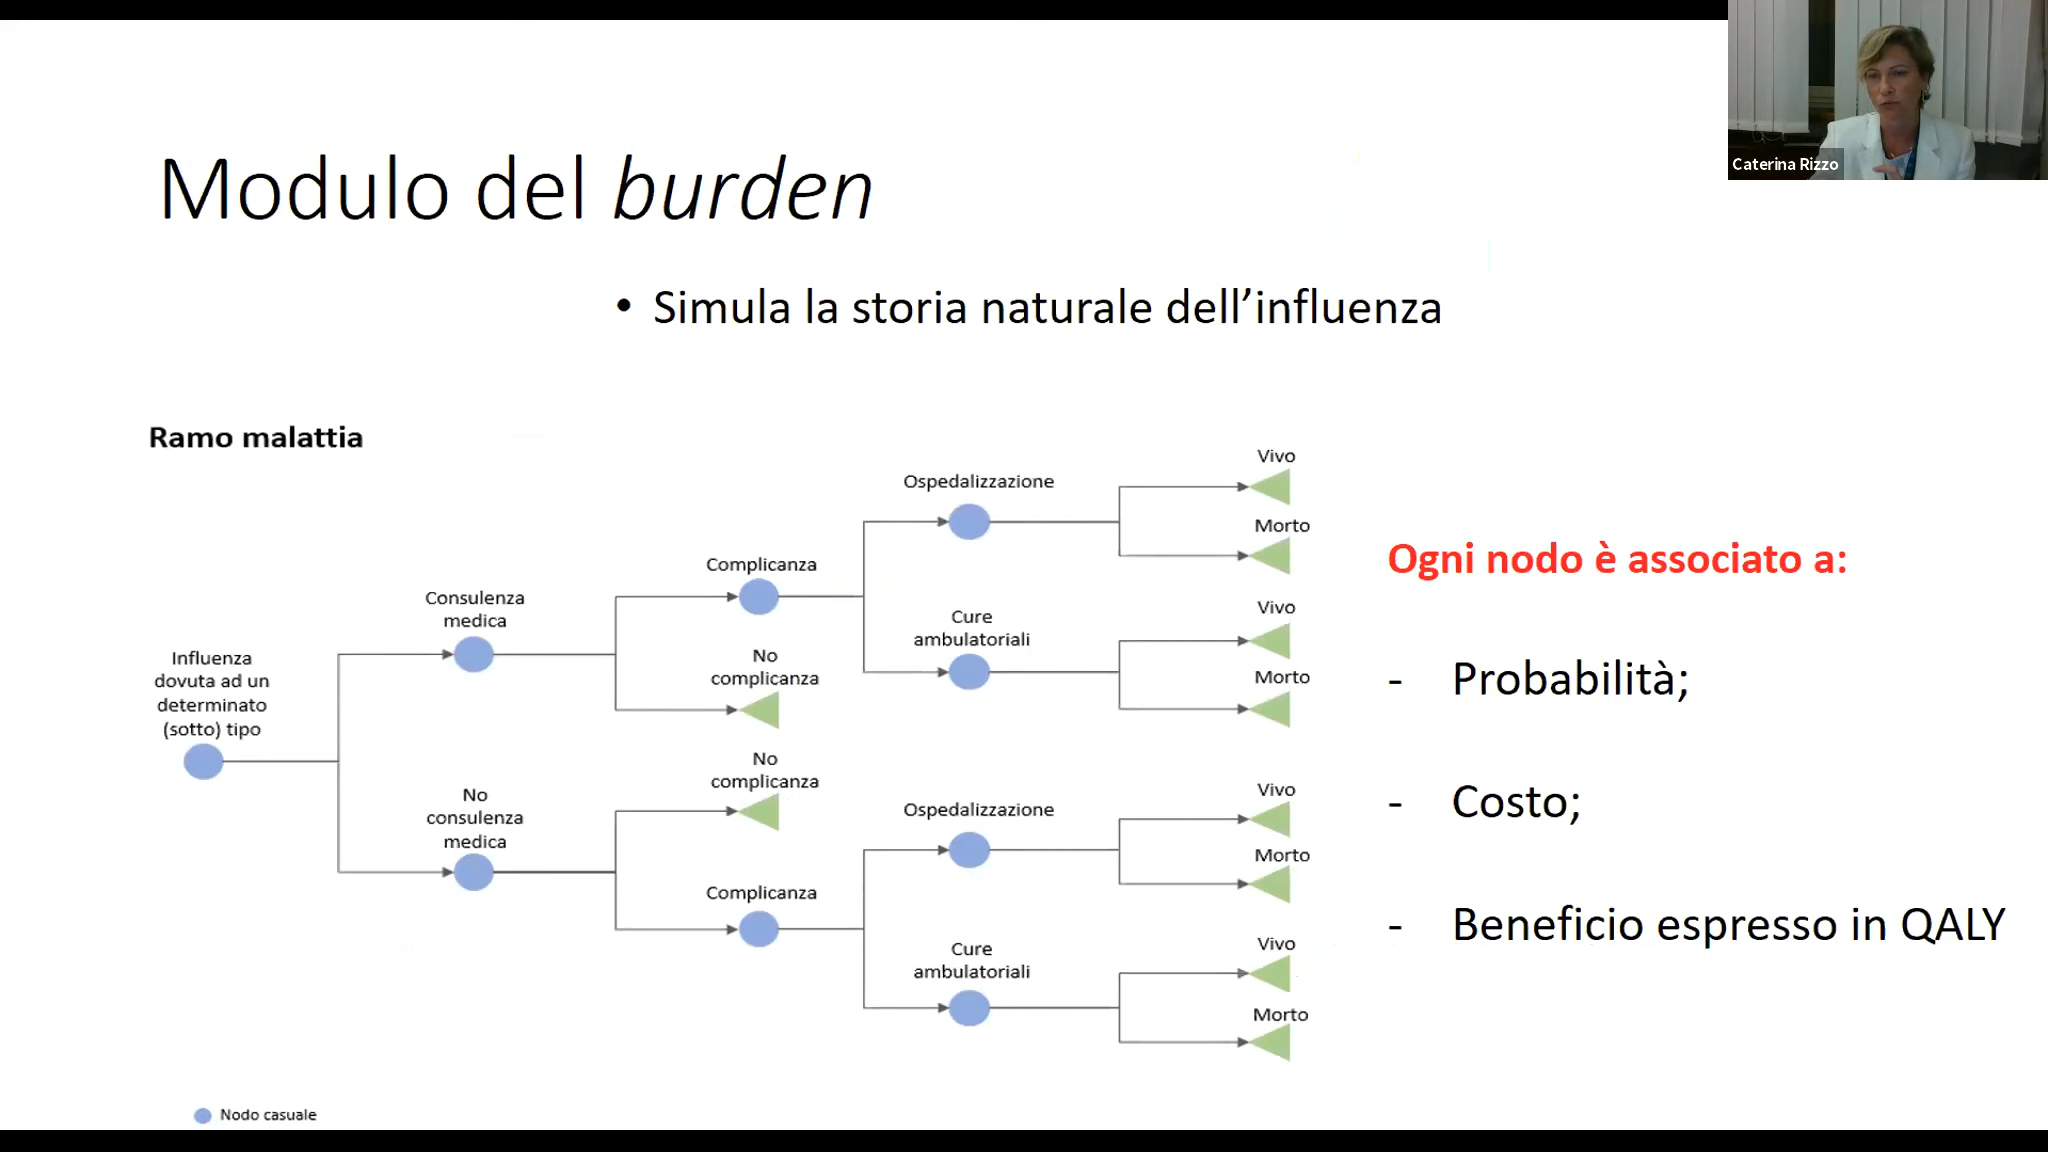 Caterina Rizzo
Modulo del burden
• Simula la storia naturale dell’influenza
Ramo malattia
Influenza
dovuta ad un
determinato
(sotto) tipo
Consulenza
medica
No
consulenza
medica
Complicanza
No
complicanza
No
complicanza
Complicanza
Ospedalizzazione
Cure
ambulatoriali
Ospedalizzazione
Cure
ambulatoriali
Vivo
Morto
Vivo
Morto
Vivo
Morto
Vivo
Morto
Ogni nodo è associato a:
- Probabilità;
- Costo;
- Beneficio espresso in QALY
Nodo casuale